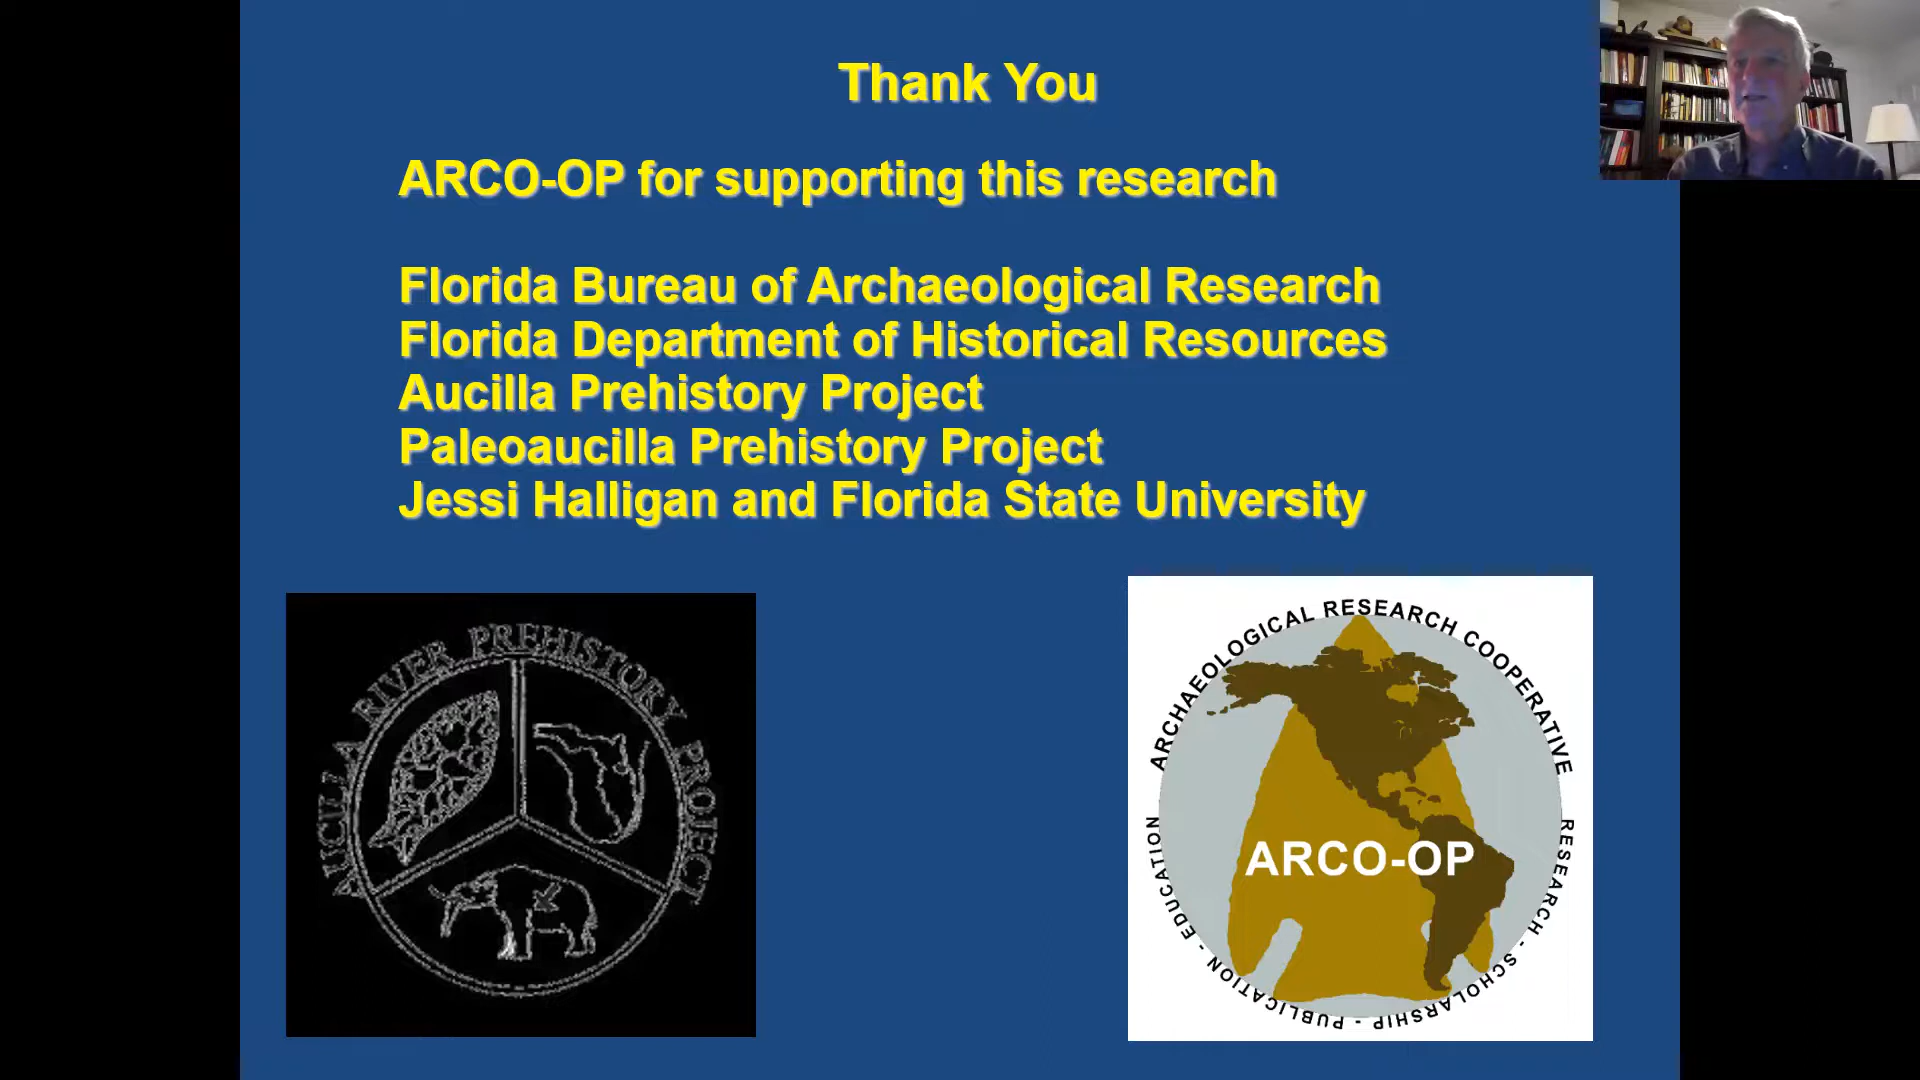 Thank You
ARCO-OP for supporting this research
Florida Bureau of Archaeological Research
Florida Department of Historical Resources
Aucilla Prehistory Project
Paleoaucilla Prehistory Project
Jessi Halligan and Florida State University
AUCILLA RIVER PREHISTORY PROJECT
ARCHAEOLOGICAL RESEARCH COOPERATIVE
ARCO-OP
RESEARCH - SCHOLARSHIP - PUBLICATION - EDUCATION